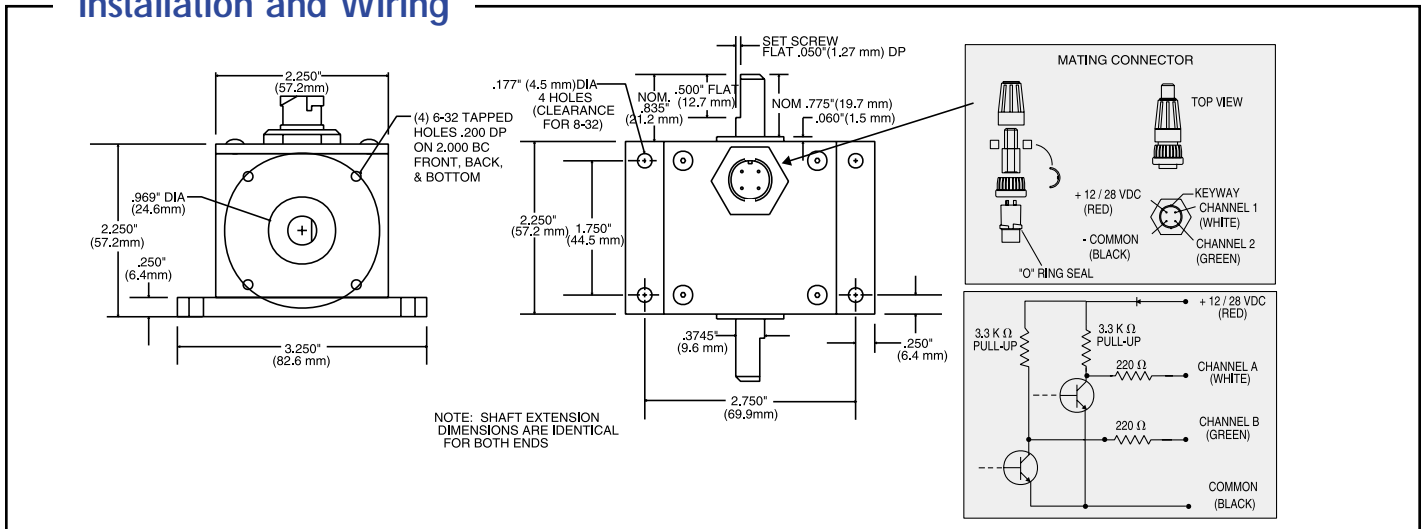 Installation and Wiring
2.250"
(57.2mm)
(4) 6-32 TAPPED
HOLES .200 DP
ON 2.000 BC
FRONT, BACK,
& BOTTOM
.969" DIA
(24.6mm)
2.250"
(57.2mm)
.250"
(6.4mm)
3.250"
(82.6 mm)
SET SCREW
FLAT .050"(1.27 mm) DP
.177" (4.5 mm)DIA
4 HOLES
(CLEARANCE
FOR 8-32)
NOM.
.835"
(21.2 mm)
.500" FLAT
(12.7 mm)
NOM .775"(19.7 mm)
.060"(1.5 mm)
2.250"
(57.2 mm)
1.750"
(44.5 mm)
.3745"
(9.6 mm)
.250"
(6.4 mm)
2.750"
(69.9mm)
NOTE: SHAFT EXTENSION
DIMENSIONS ARE IDENTICAL
FOR BOTH ENDS
MATING CONNECTOR
TOP VIEW
+ 12 / 28 VDC
(RED)
KEYWAY
CHANNEL 1
(WHITE)
- COMMON
(BLACK)
CHANNEL 2
(GREEN)
"O" RING SEAL
+ 12 / 28 VDC
(RED)
3.3 K Ω
PULL-UP
3.3 K Ω
PULL-UP
220 Ω
CHANNEL A
(WHITE)
220 Ω
CHANNEL B
(GREEN)
COMMON
(BLACK)